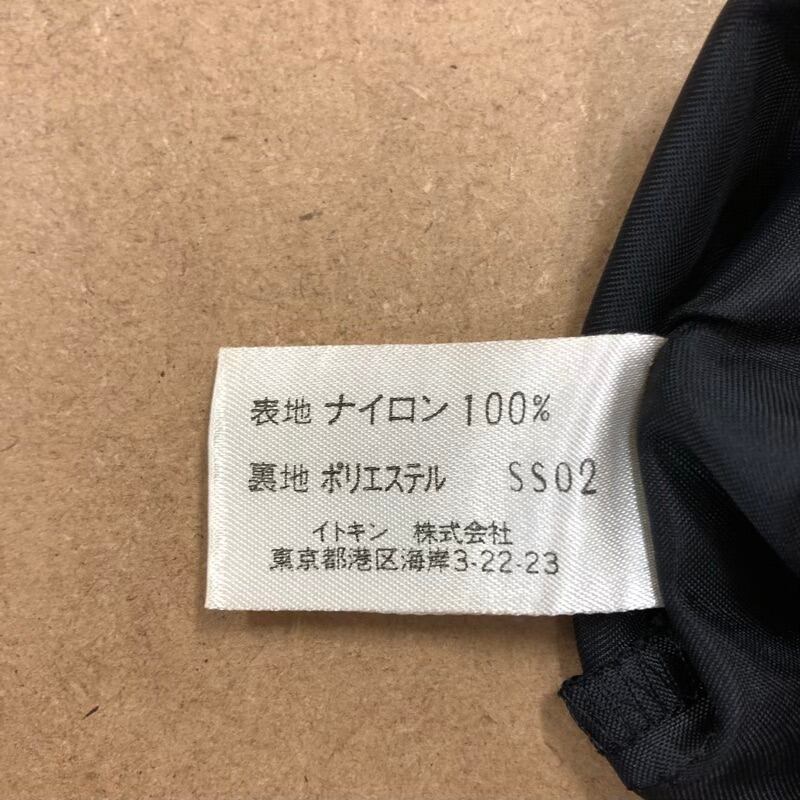 表地 ナイロン 100%
裏地 ポリエステル SS02
イトキン 株式会社
東京都港区海岸3-22-23